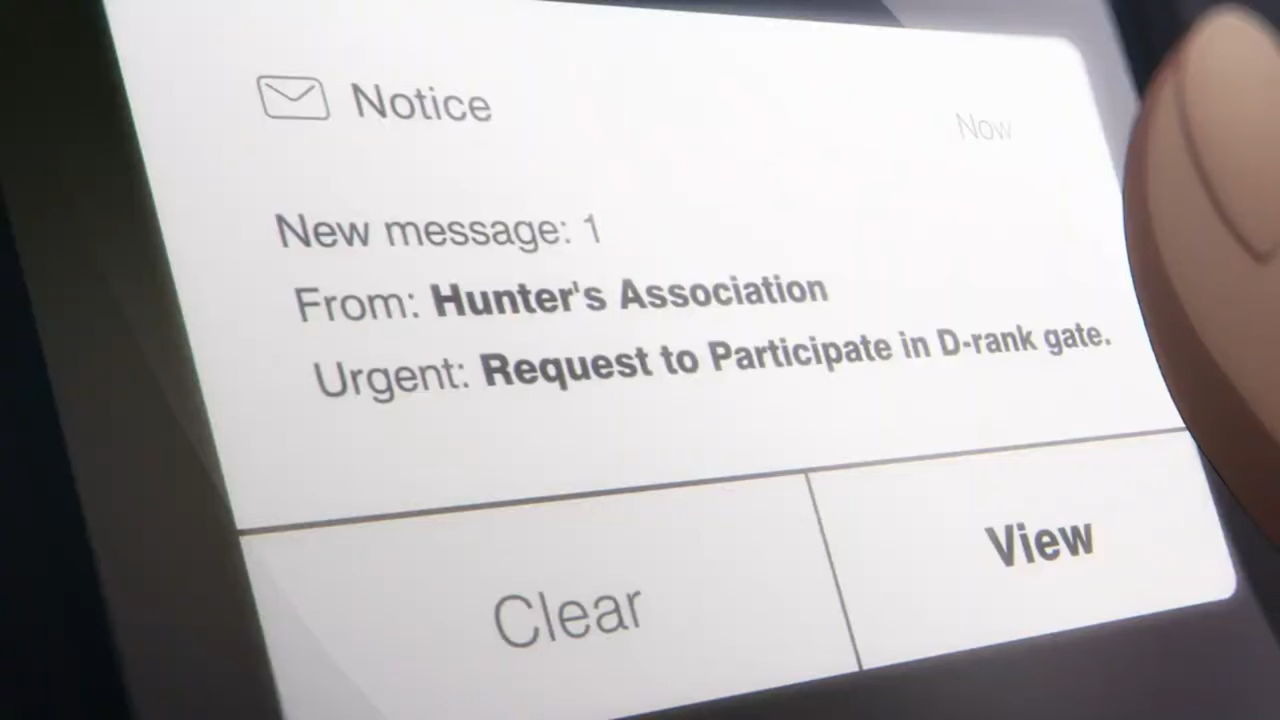 Notice
Now
New message: 1
From: Hunter's Association
Urgent: Request to Participate in D-rank gate.
Clear
View